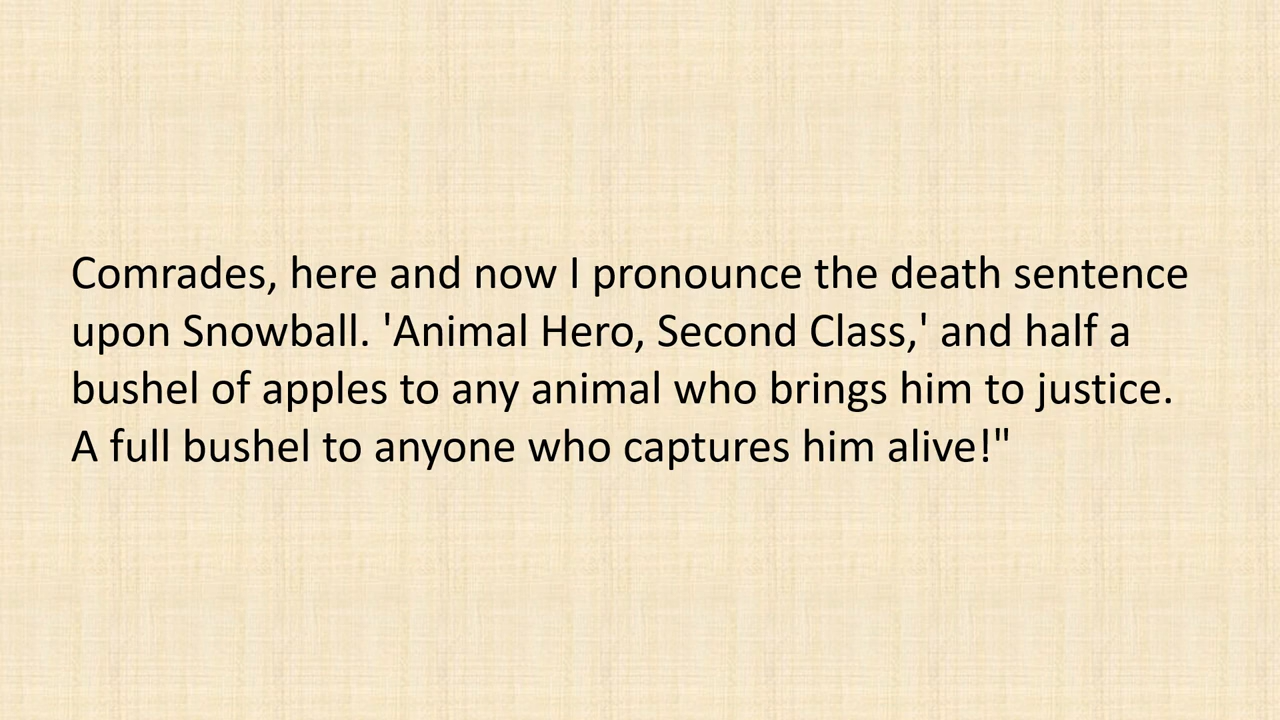 Comrades, here and now I pronounce the death sentence
upon Snowball. 'Animal Hero, Second Class,' and half a
bushel of apples to any animal who brings him to justice.
A full bushel to anyone who captures him alive!"